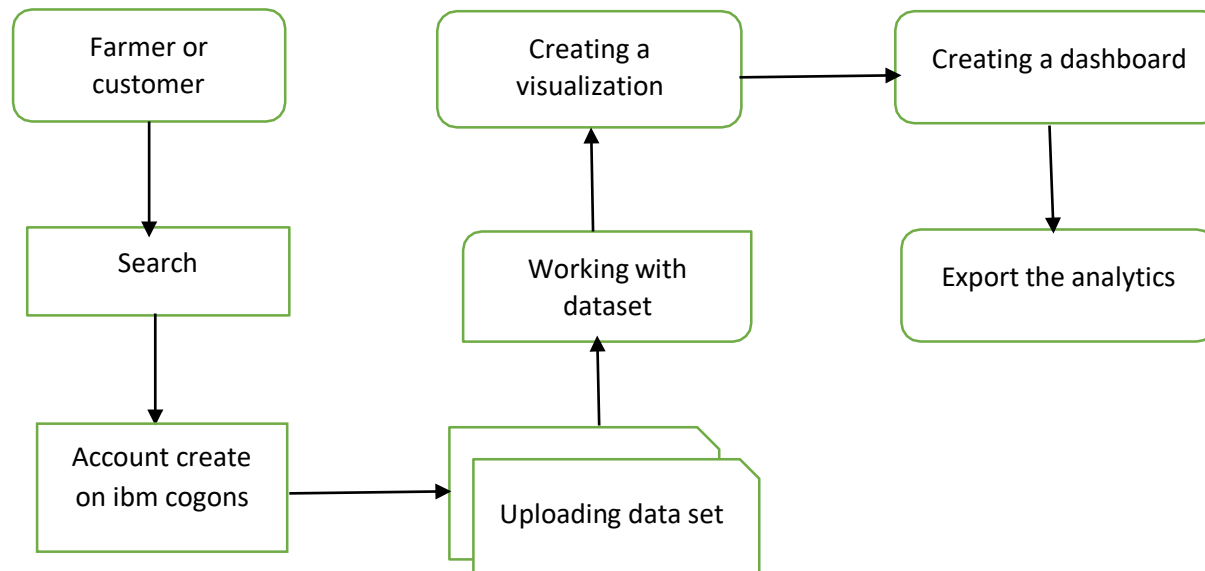 Farmer or
customer
Search
Account create
on ibm cogons
Uploading data set
Working with
dataset
Creating a
visualization
Creating a dashboard
Export the analytics